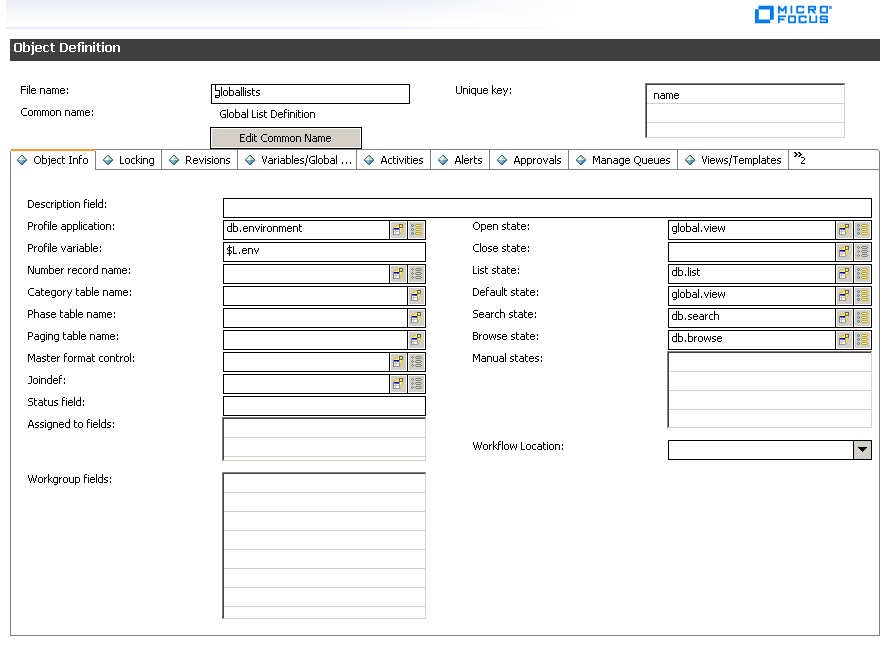 MICRO
FOCUS
Object Definition
File name:
globallists
Unique key:
name
Common name:
Global List Definition
Edit Common Name
Object Info
Locking
Revisions
Variables/Global ...
Activities
Alerts
Approvals
Manage Queues
Views/Templates
»2
Description field:
Profile application:
db.environment
Open state:
global.view
Profile variable:
$L.env
Close state:
Number record name:
List state:
db.list
Category table name:
Default state:
global.view
Phase table name:
Search state:
db.search
Paging table name:
Browse state:
db.browse
Master format control:
Manual states:
Joindef:
Status field:
Assigned to fields:
Workflow Location:
Workgroup fields: